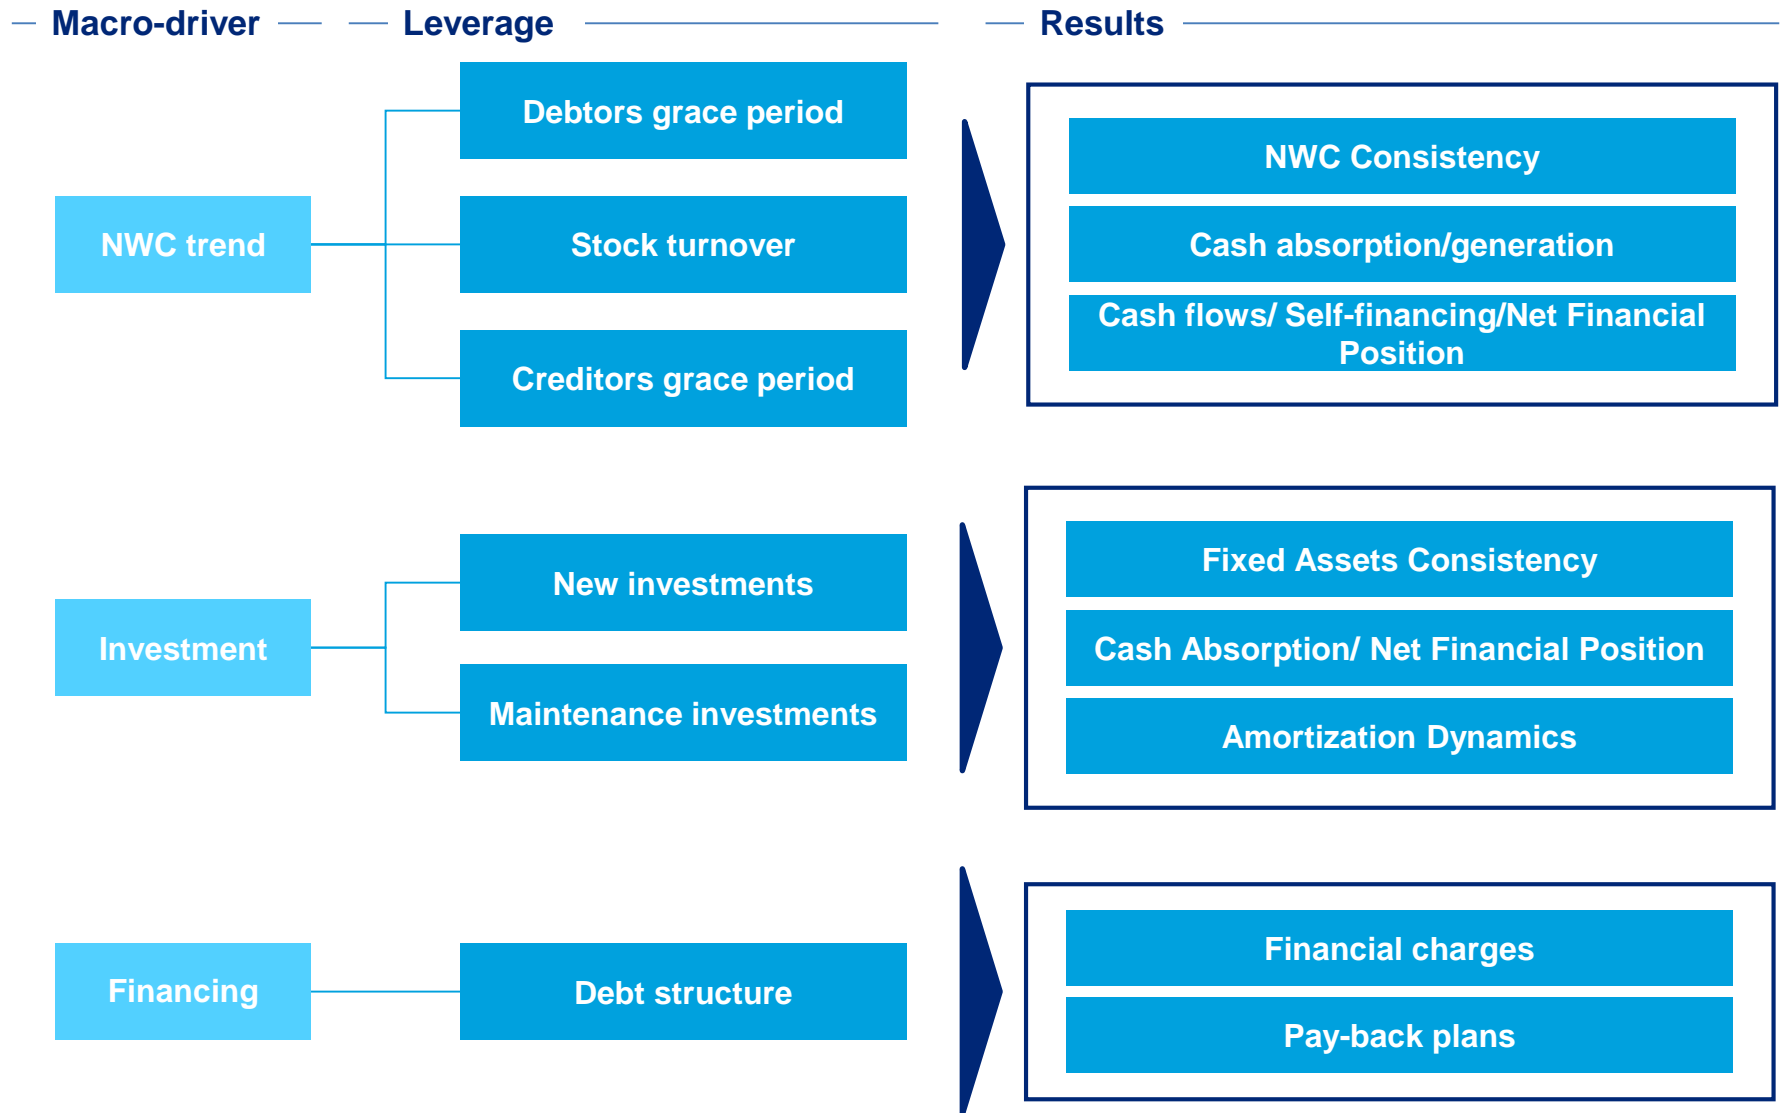 Macro-driver
Leverage
Results
NWC trend
Debtors grace period
Stock turnover
Creditors grace period
NWC Consistency
Cash absorption/generation
Cash flows/ Self-financing/Net Financial
Position
Investment
New investments
Maintenance investments
Fixed Assets Consistency
Cash Absorption/ Net Financial Position
Amortization Dynamics
Financing
Debt structure
Financial charges
Pay-back plans